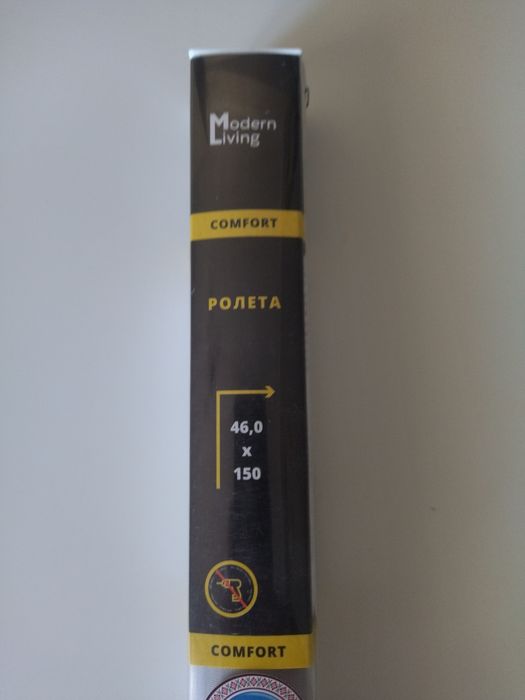 Modern
Living
COMFORT
РОЛЕТА
46,0
x
150
COMFORT